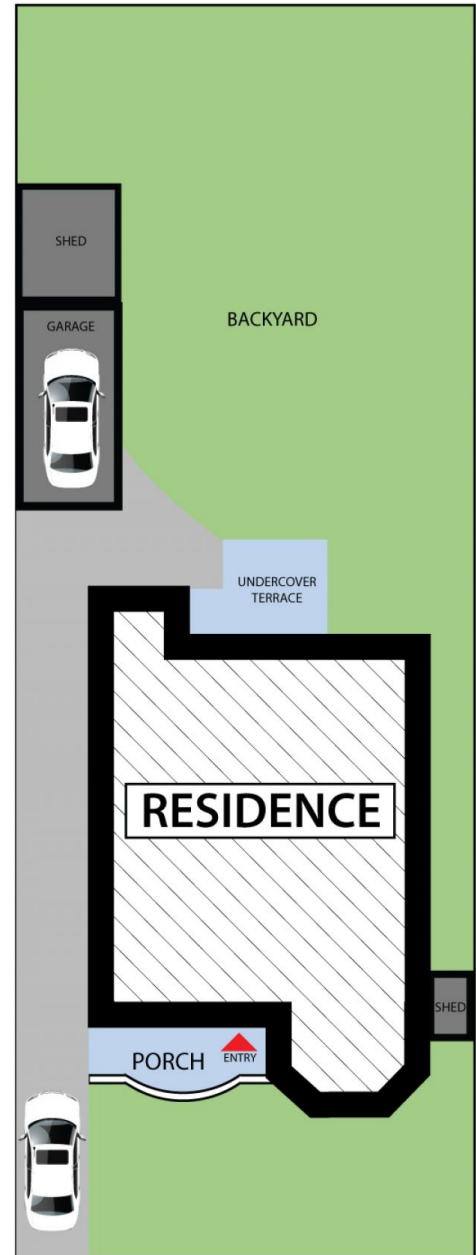 SHED
GARAGE
BACKYARD
UNDERCOVER
TERRACE
RESIDENCE
SHED
PORCH
ENTRY